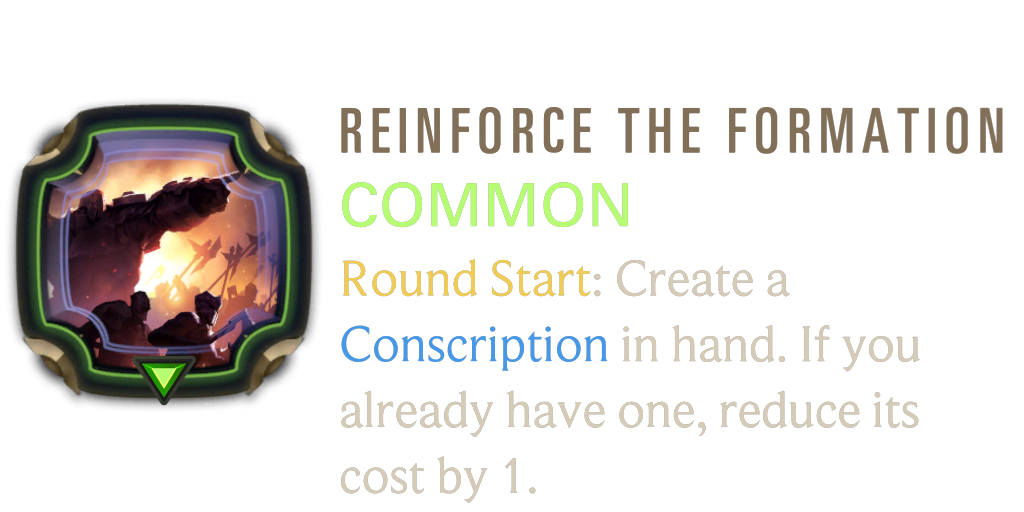 REINFORCE THE FORMATION
COMMON
Round Start: Create a
Conscription in hand. If you
already have one, reduce its
cost by 1.